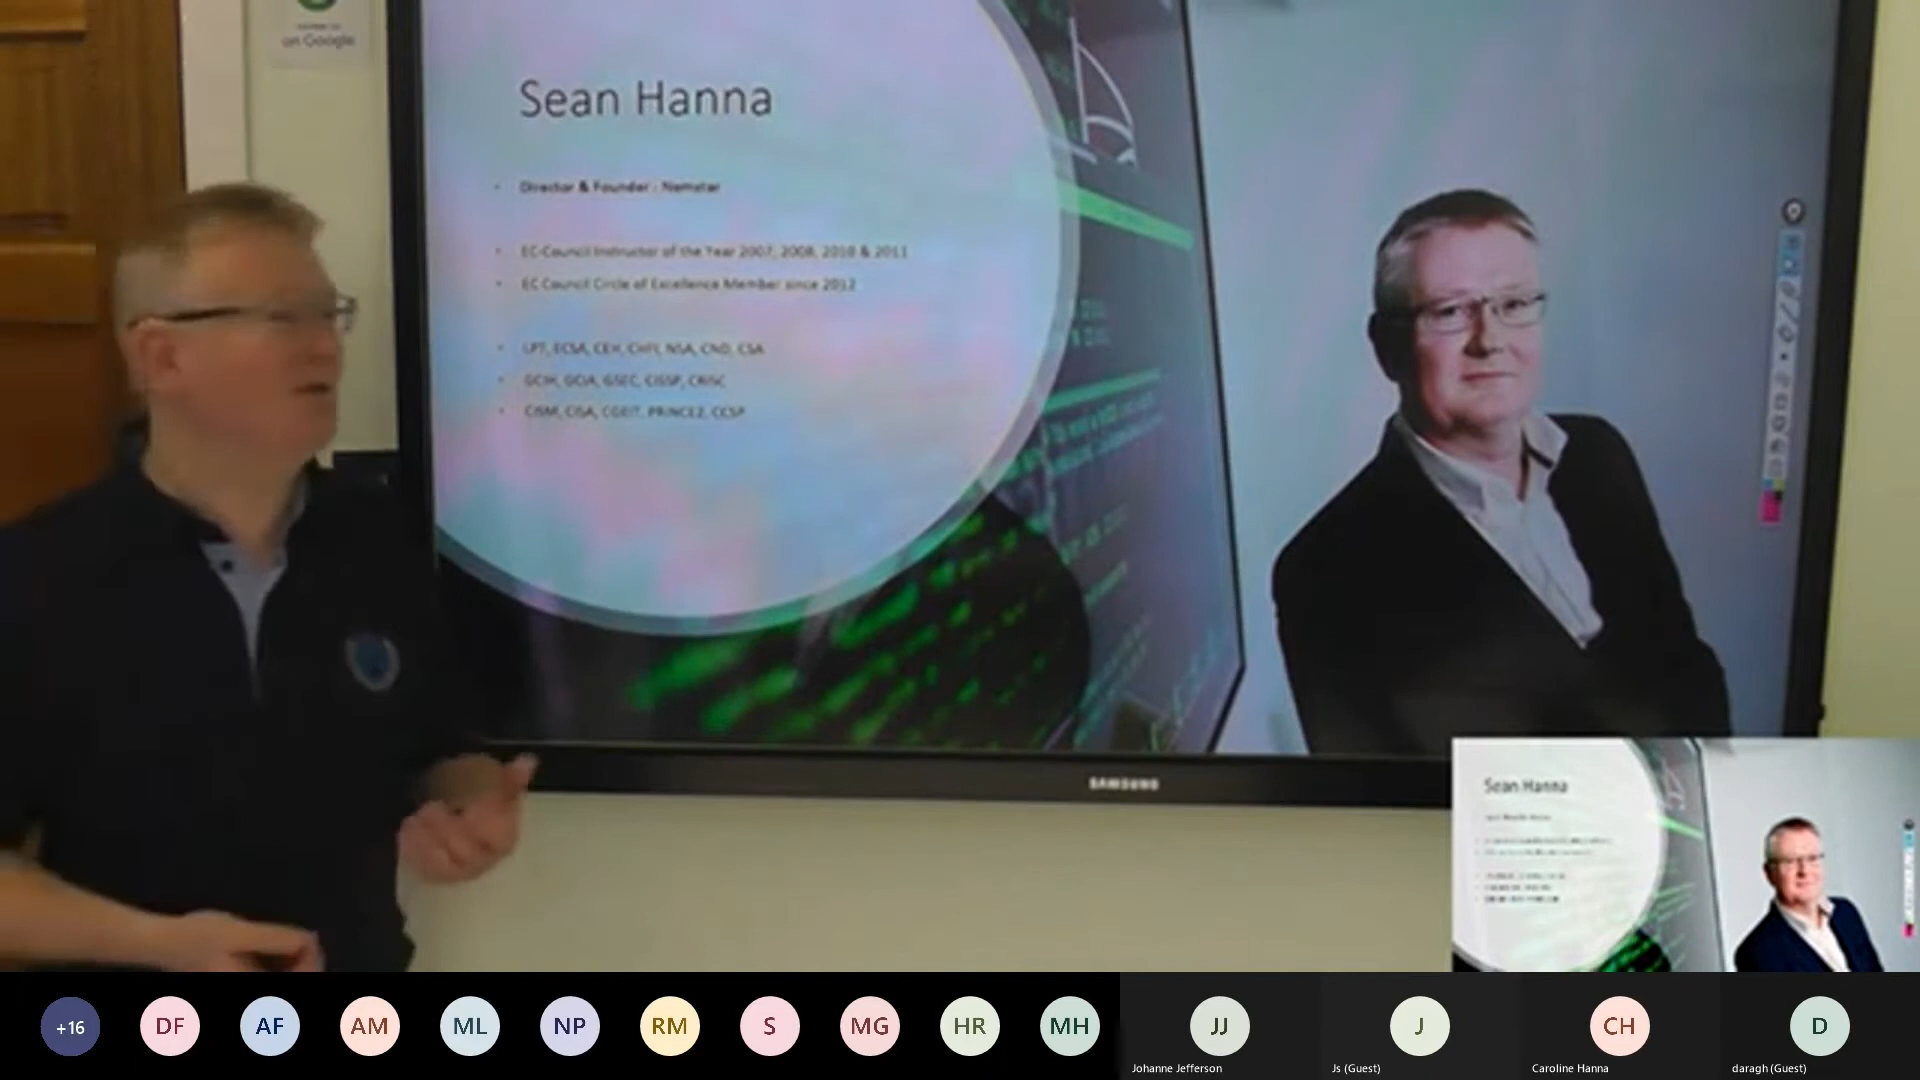 on Google
Sean Hanna
• Director & Founder - Nemstar
• EC-Council Instructor of the Year 2007, 2008, 2010 & 2011
• EC Council Circle of Excellence Member since 2012
• LPT, ECSA, CEH, CHFI, NSA, CND, CSA
• GCIH, GCIA, GSEC, CISSP, CRISC
• CISM, CISA, CGEIT, PRINCE2, CCSP
SAMSUNG
Sean Hanna
+16
DF
AF
AM
ML
NP
RM
S
MG
HR
MH
JJ
J
CH
D
Johanne Jefferson
Js (Guest)
Caroline Hanna
daragh (Guest)